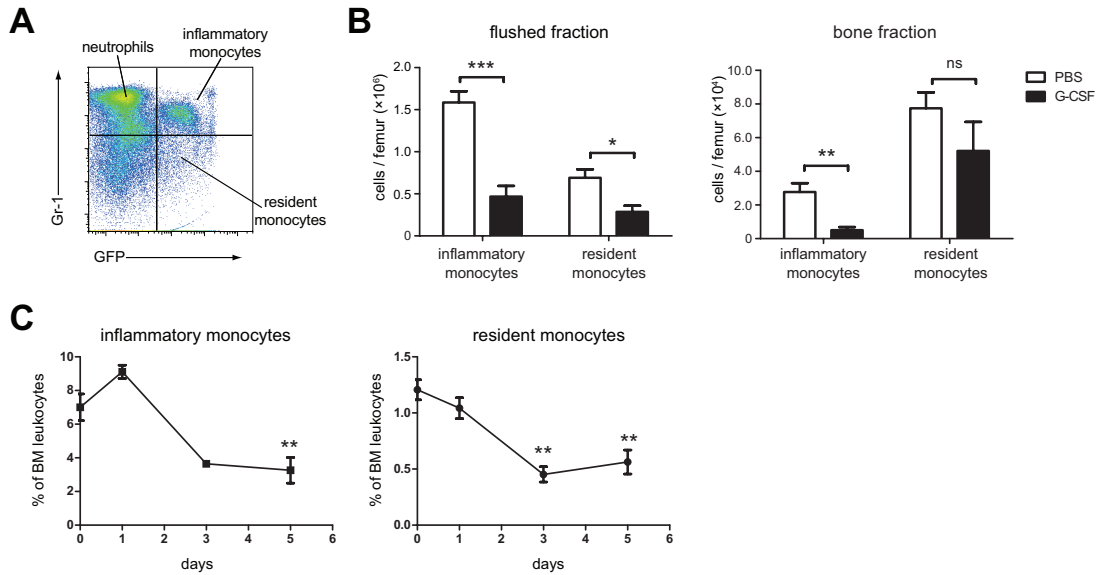 A
neutrophils
inflammatory
monocytes
resident
monocytes
Gr-1
GFP
B
flushed fraction
cells / femur (×10⁶)
2.0
1.5
1.0
0.5
0
***
*
inflammatory
monocytes
resident
monocytes
bone fraction
cells / femur (×10⁴)
10.0
8.0
6.0
4.0
2.0
0
**
ns
inflammatory
monocytes
resident
monocytes
PBS
G-CSF
C
inflammatory monocytes
% of BM leukocytes
10
8
6
4
2
0
**
0 1 2 3 4 5 6
days
resident monocytes
% of BM leukocytes
1.5
1.0
0.5
0.0
**
**
0 1 2 3 4 5 6
days